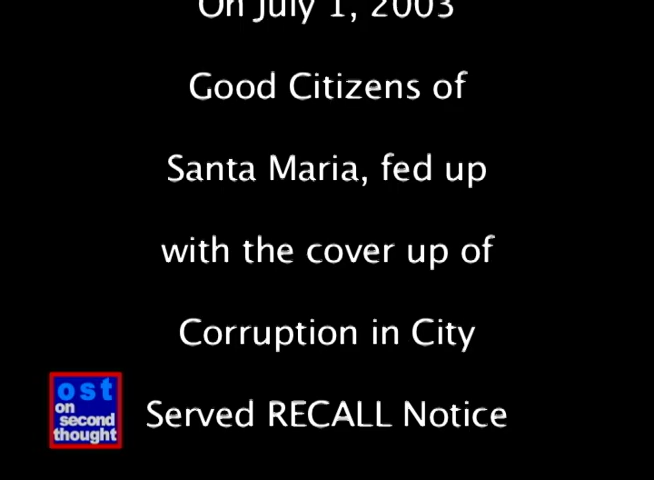 On July 1, 2003
Good Citizens of
Santa Maria, fed up
with the cover up of
Corruption in City
Served RECALL Notice
ost
on
second
thought